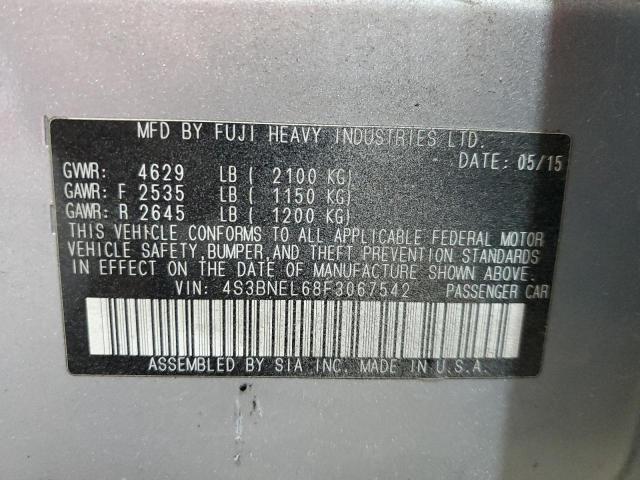 MFD BY FUJI HEAVY INDUSTRIES LTD.
DATE: 05/15
GVWR: 4629 LB ( 2100 KG)
GAWR: F 2535 LB ( 1150 KG)
GAWR: R 2645 LB ( 1200 KG)
THIS VEHICLE CONFORMS TO ALL APPLICABLE FEDERAL MOTOR
VEHICLE SAFETY, BUMPER, AND THEFT PREVENTION STANDARDS
IN EFFECT ON THE DATE OF MANUFACTURE SHOWN ABOVE.
VIN: 4S3BNEL68F3067542 PASSENGER CAR
ASSEMBLED BY SIA INC. MADE IN U.S.A.